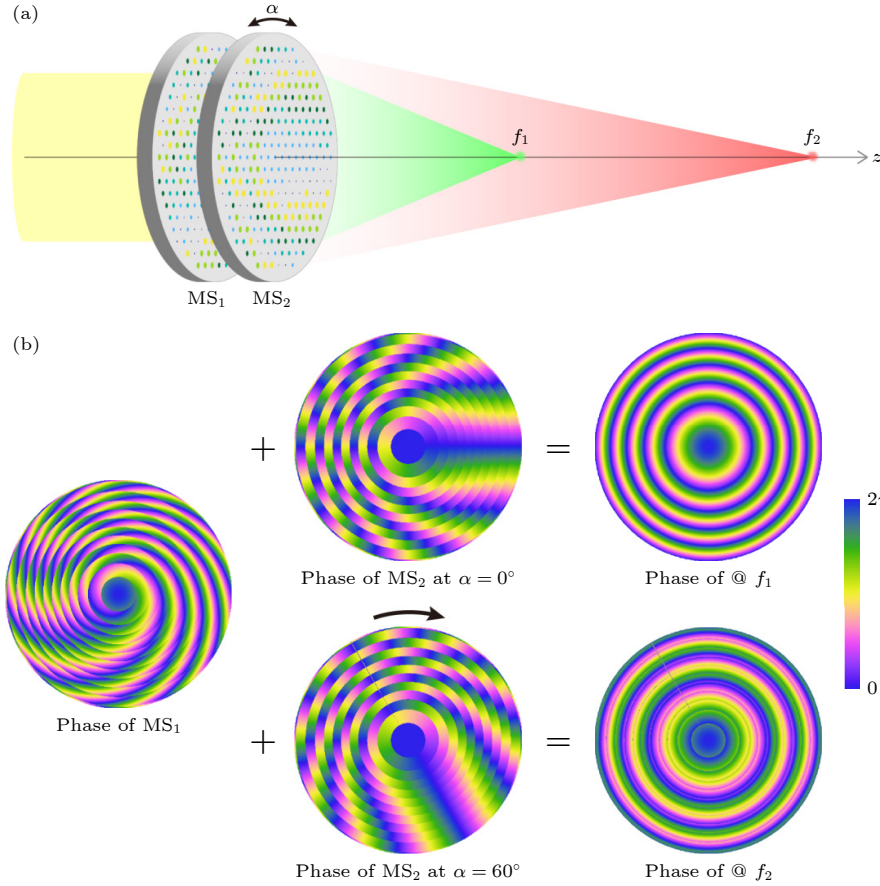 (a)
α
f₁
f₂
z
MS₁
MS₂
(b)
+
=
Phase of MS₂ at α = 0°
Phase of @ f₁
2
0
Phase of MS₁
+
=
Phase of MS₂ at α = 60°
Phase of @ f₂